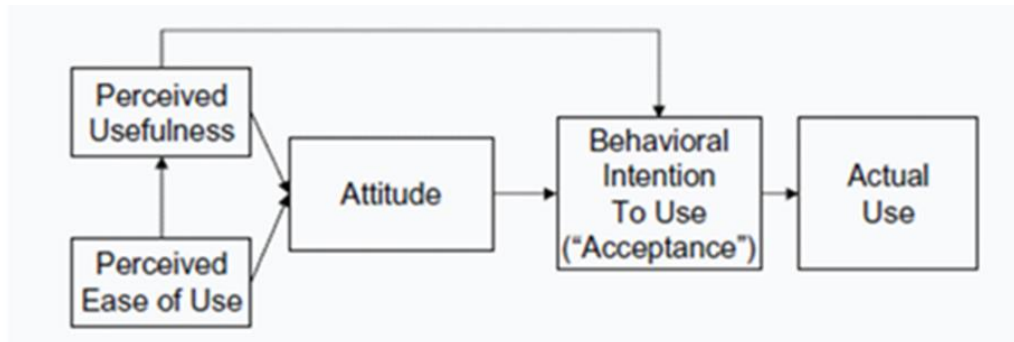 Perceived
Usefulness
Perceived
Ease of Use
Attitude
Behavioral
Intention
To Use
(“Acceptance”)
Actual
Use